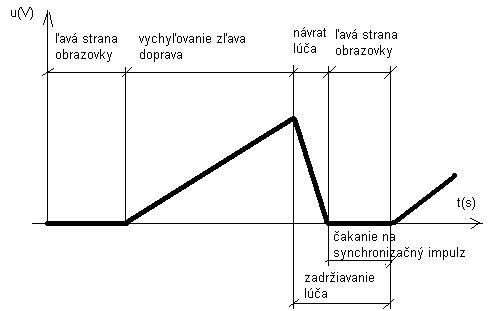 u(V)
ľavá strana
obrazovky
vychyľovanie zľava
doprava
návrat
lúča
ľavá strana
obrazovky
t(s)
čakanie na
synchronizačný impulz
zadržiavanie
lúča